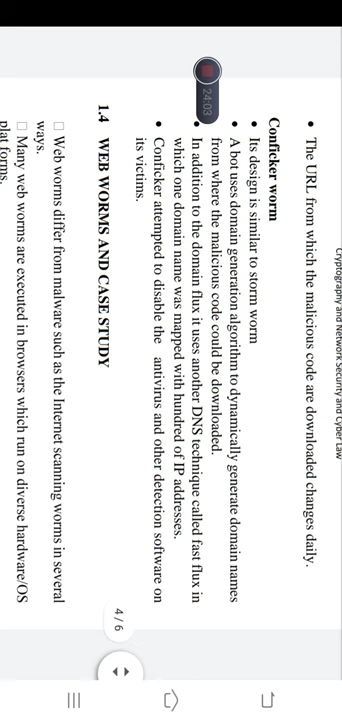 Cryptography and Network Security and Cyber Law
• The URL from which the malicious code are downloaded changes daily.
Conficker worm
• Its design is similar to storm worm
• A bot uses domain generation algorithm to dynamically generate domain names
from where the malicious code could be downloaded.
• In addition to the domain flux it uses another DNS technique called fast flux in
which one domain name was mapped with hundred of IP addresses.
• Conficker attempted to disable the antivirus and other detection software on
its victims.
1.4 WEB WORMS AND CASE STUDY
□ Web worms differ from malware such as the Internet scanning worms in several
ways.
□ Many web worms are executed in browsers which run on diverse hardware/OS
plat forms.
24:03
4 / 6